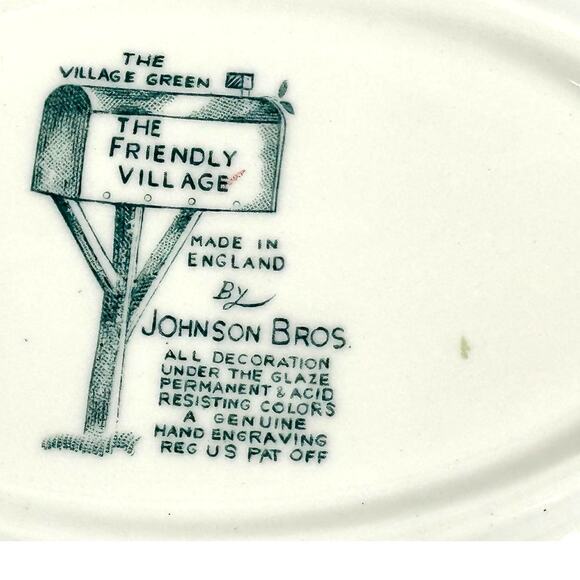 THE
VILLAGE GREEN
THE
FRIENDLY
VILLAGE
MADE IN
ENGLAND
By
JOHNSON BROS.
ALL DECORATION
UNDER THE GLAZE
PERMANENT & ACID
RESISTING COLORS
A GENUINE
HAND ENGRAVING
REG US PAT OFF